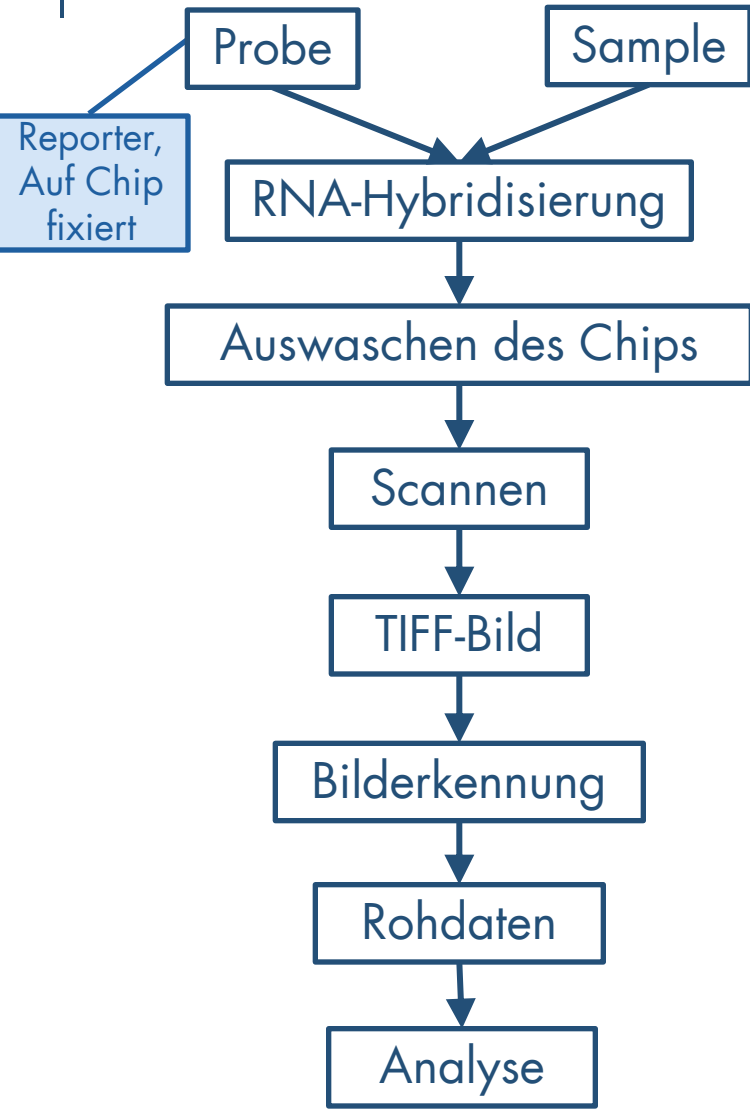 Probe
Sample
Reporter,
Auf Chip
fixiert
RNA-Hybridisierung
Auswaschen des Chips
Scannen
TIFF-Bild
Bilderkennung
Rohdaten
Analyse